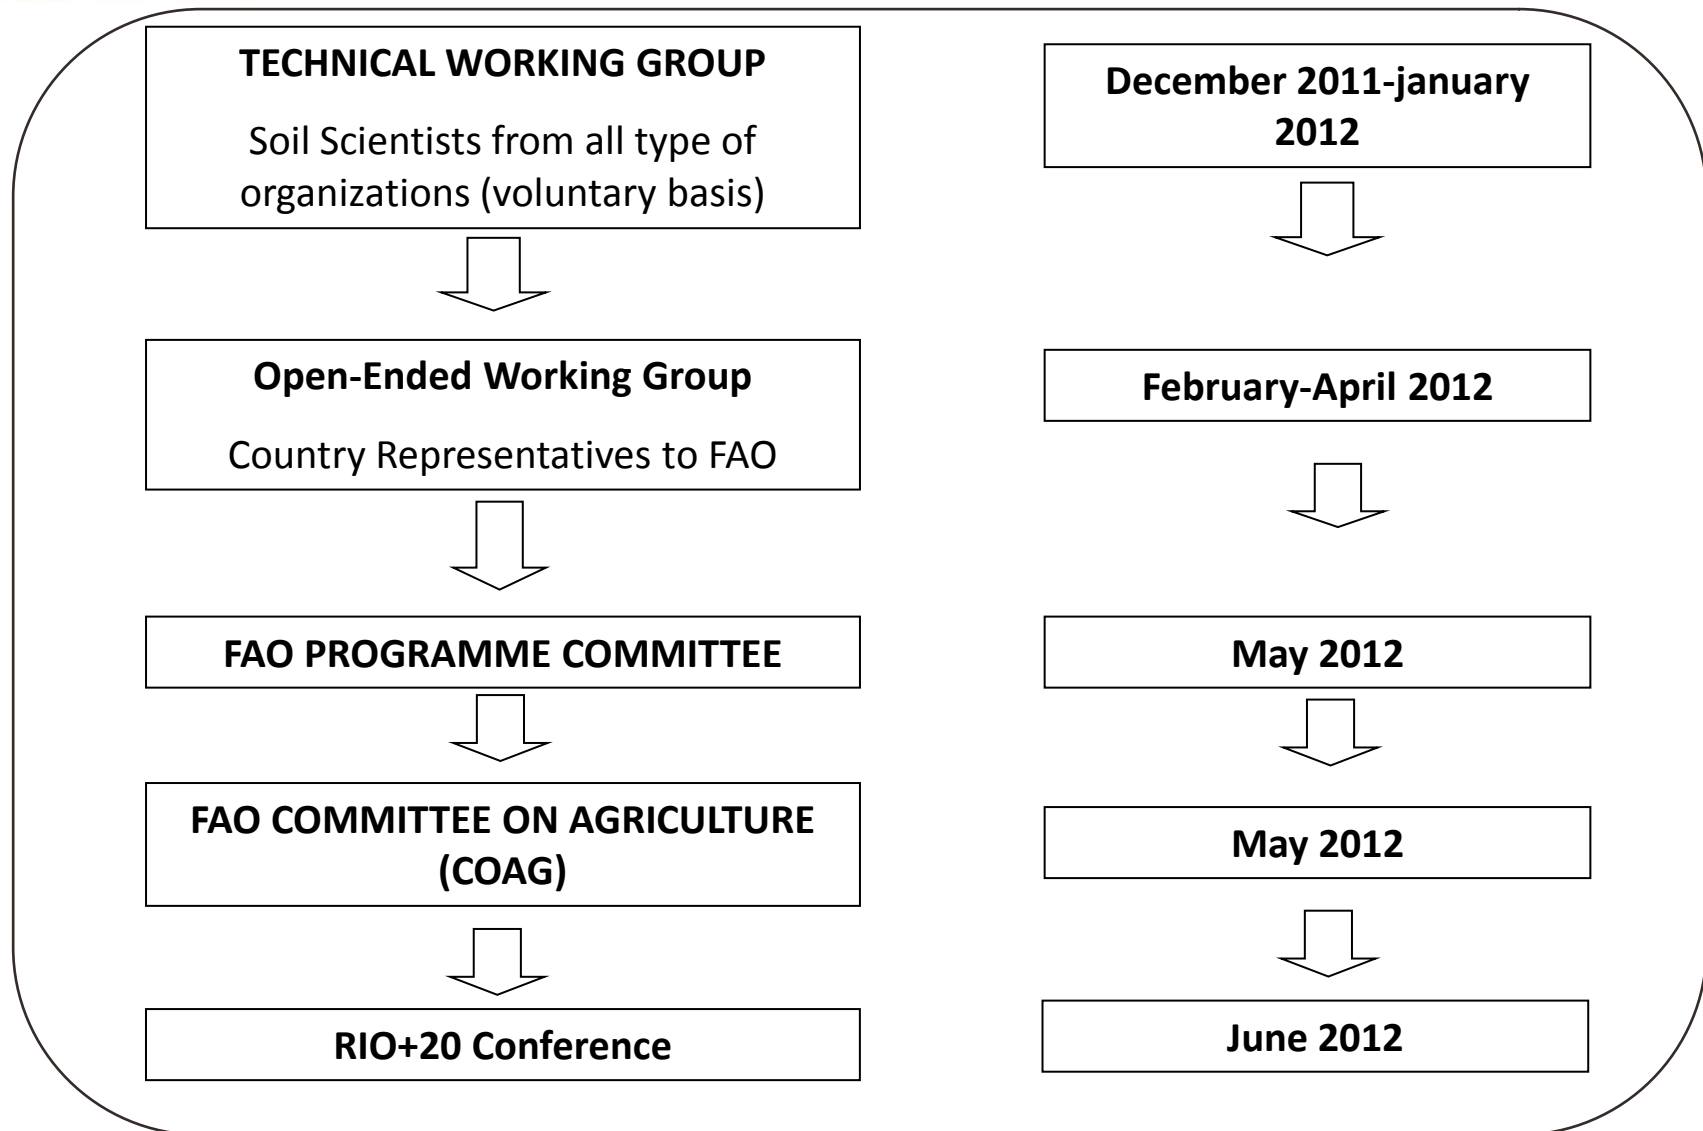 TECHNICAL WORKING GROUP
Soil Scientists from all type of
organizations (voluntary basis)
December 2011-january
2012
Open-Ended Working Group
Country Representatives to FAO
February-April 2012
FAO PROGRAMME COMMITTEE
May 2012
FAO COMMITTEE ON AGRICULTURE
(COAG)
May 2012
RIO+20 Conference
June 2012